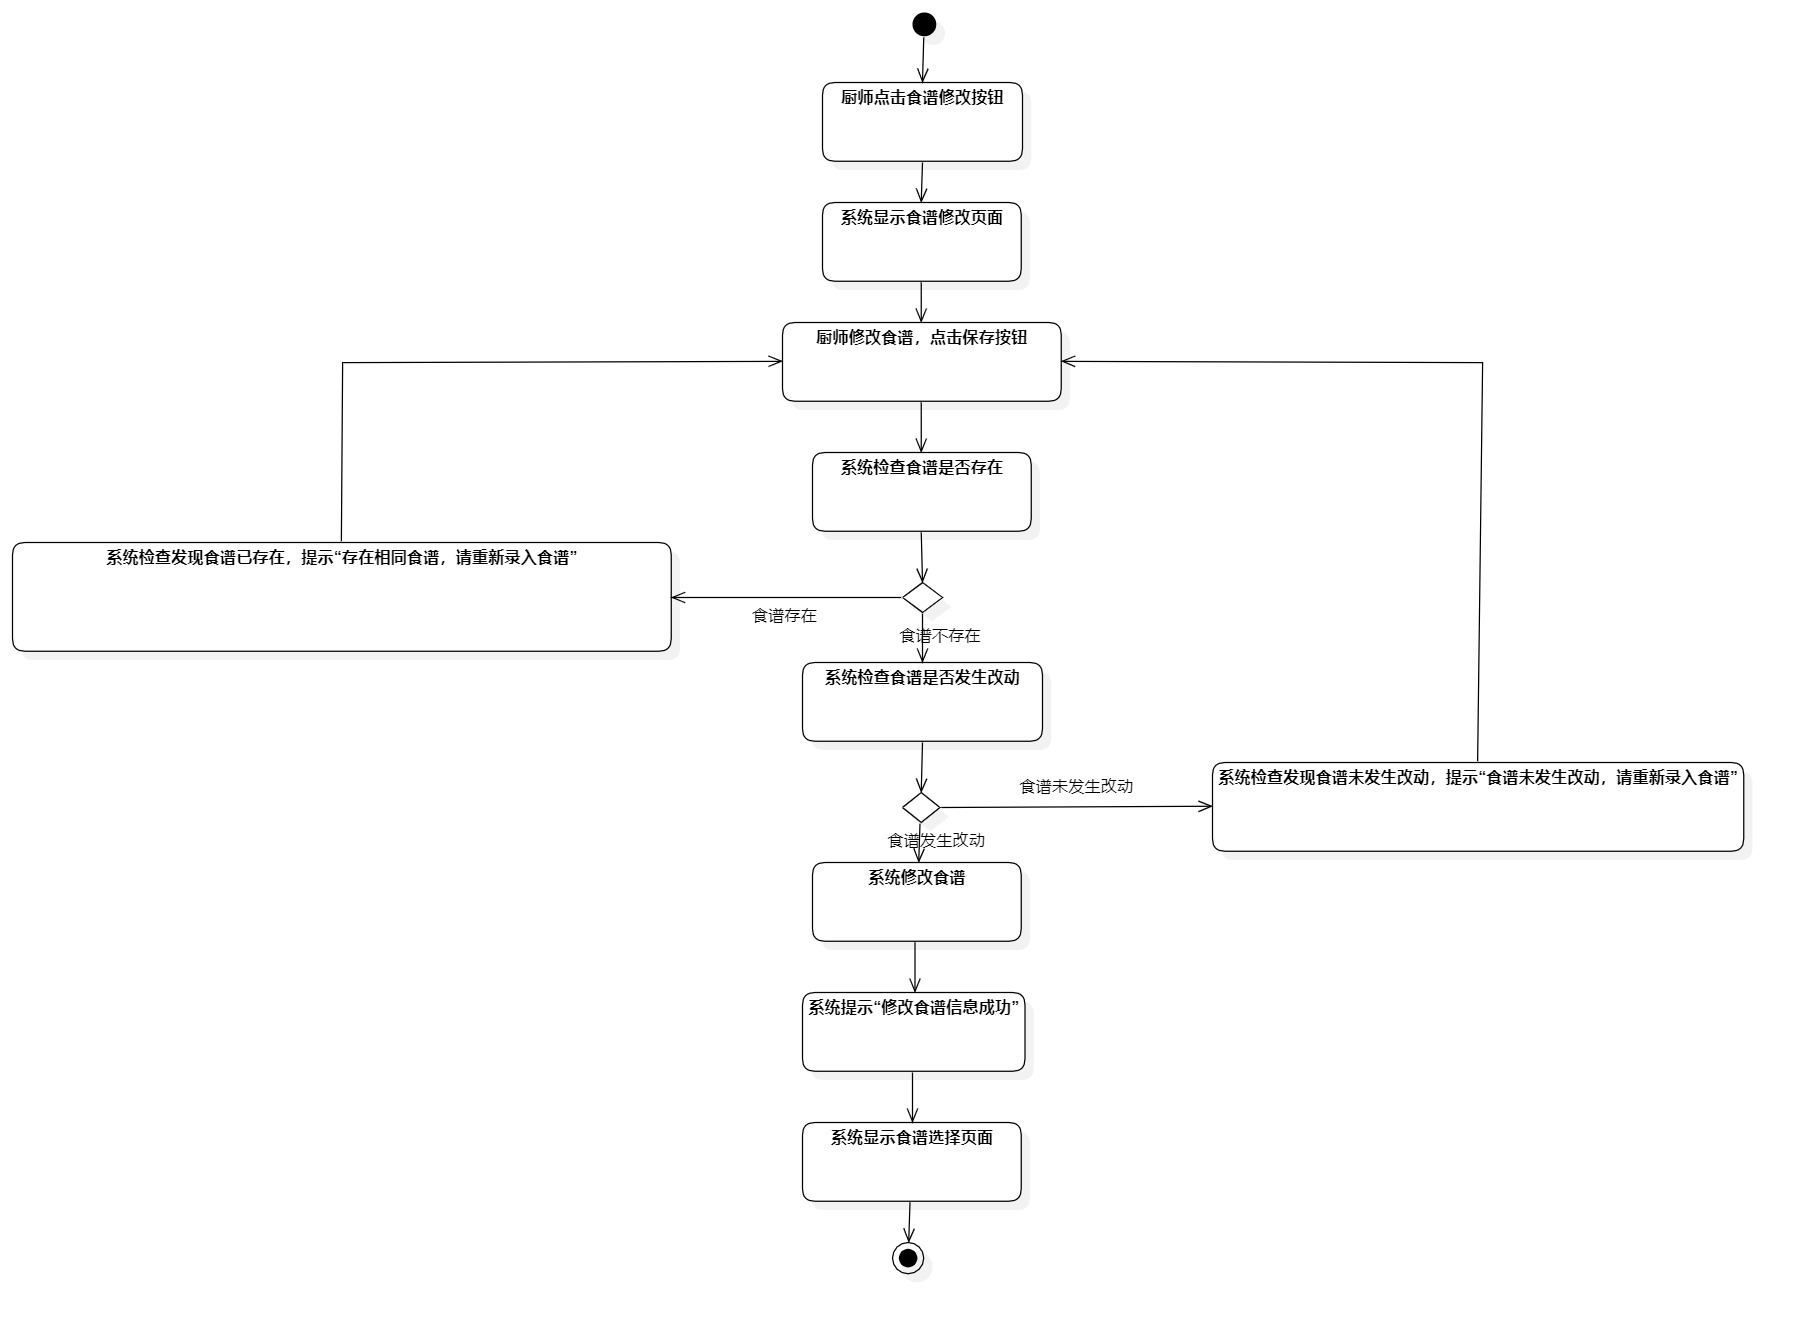 厨师点击食谱修改按钮
系统显示食谱修改页面
厨师修改食谱，点击保存按钮
系统检查食谱是否存在
系统检查发现食谱已存在，提示“存在相同食谱，请重新录入食谱”
食谱存在
食谱不存在
系统检查食谱是否发生改动
食谱未发生改动
系统检查发现食谱未发生改动，提示“食谱未发生改动，请重新录入食谱”
食谱发生改动
系统修改食谱
系统提示“修改食谱信息成功”
系统显示食谱选择页面